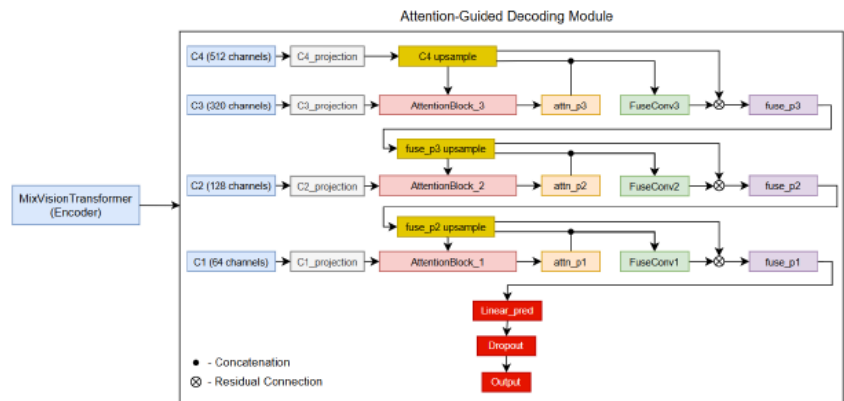 Attention-Guided Decoding Module
C4 (512 channels)
C4_projection
C4 upsample
C3 (320 channels)
C3_projection
AttentionBlock_3
attn_p3
FuseConv3
fuse_p3
fuse_p3 upsample
C2 (128 channels)
C2_projection
AttentionBlock_2
attn_p2
FuseConv2
fuse_p2
MixVisionTransformer
(Encoder)
fuse_p2 upsample
C1 (64 channels)
C1_projection
AttentionBlock_1
attn_p1
FuseConv1
fuse_p1
Linear_pred
Dropout
Output
- Concatenation
- Residual Connection